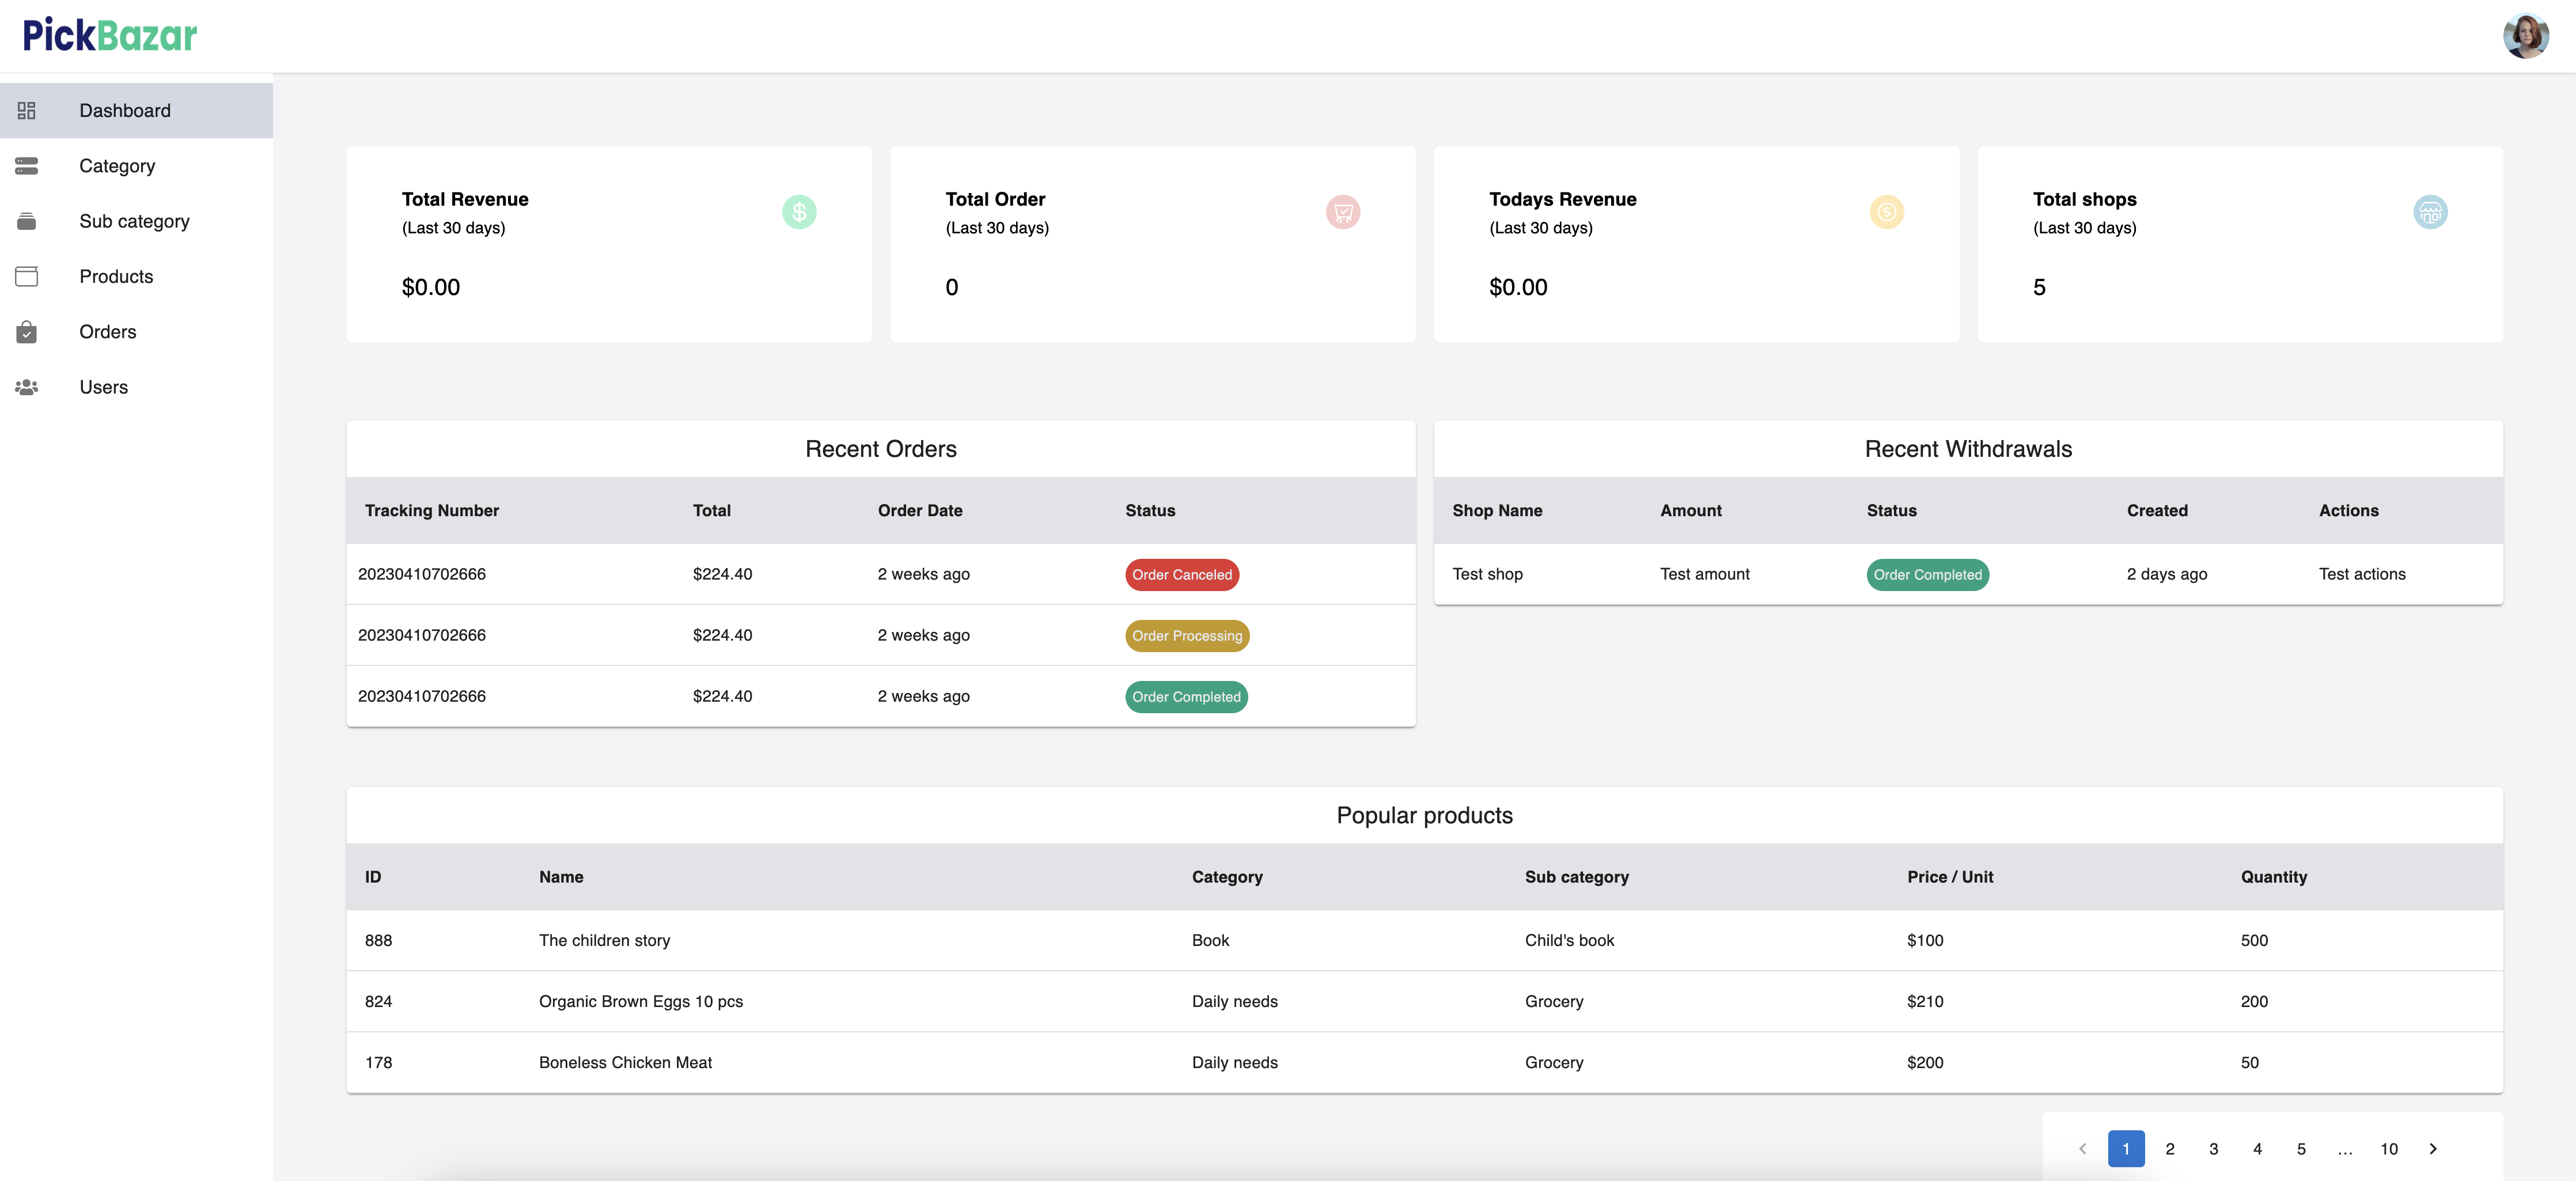 PickBazar
Dashboard
Category
Sub category
Products
Orders
Users
Total Revenue
(Last 30 days)
$0.00
Total Order
(Last 30 days)
0
Todays Revenue
(Last 30 days)
$0.00
Total shops
(Last 30 days)
5
Recent Orders
Tracking Number Total Order Date Status
20230410702666 $224.40 2 weeks ago Order Canceled
20230410702666 $224.40 2 weeks ago Order Processing
20230410702666 $224.40 2 weeks ago Order Completed
Recent Withdrawals
Shop Name Amount Status Created Actions
Test shop Test amount Order Completed 2 days ago Test actions
Popular products
ID Name Category Sub category Price / Unit Quantity
888 The children story Book Child's book $100 500
824 Organic Brown Eggs 10 pcs Daily needs Grocery $210 200
178 Boneless Chicken Meat Daily needs Grocery $200 50
1 2 3 4 5 … 10